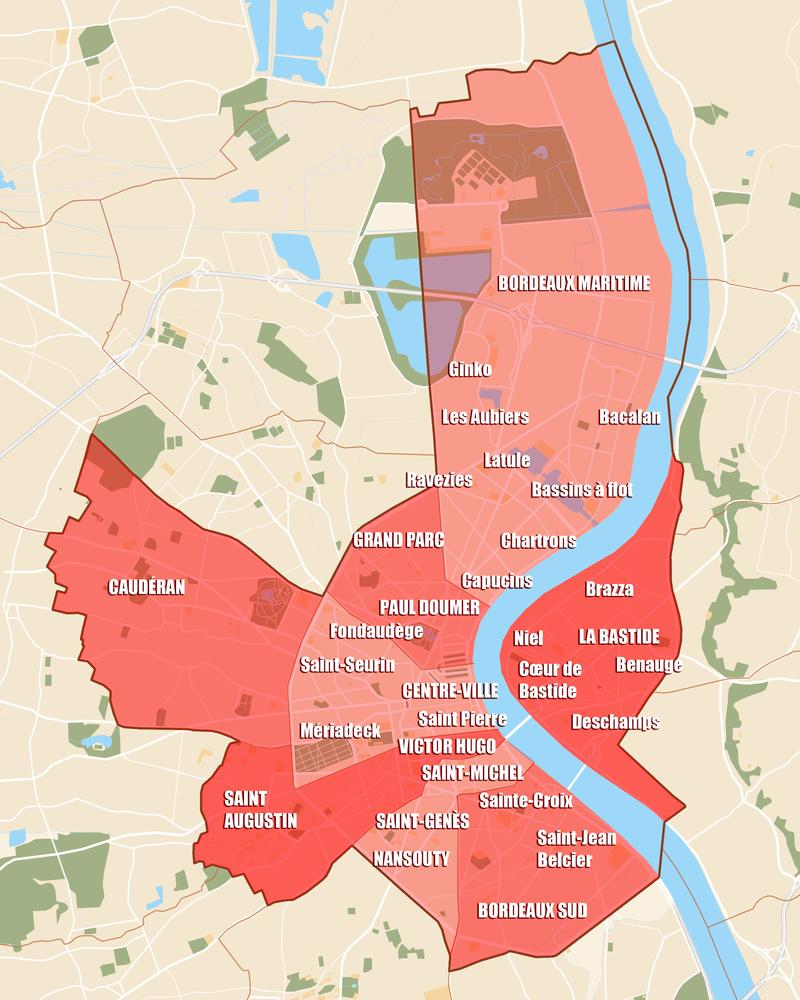 BORDEAUX MARITIME
Ginko
Les Aubiers
Bacalan
Latule
Ravezies
Bassins à flot
GRAND PARC
Chartrons
Capucins
CAUDÉRAN
Brazza
PAUL DOUMER
Fondaudège
Niel
LA BASTIDE
Saint-Seurin
Cœur de
Bastide
Benauge
CENTRE-VILLE
Saint Pierre
Deschamps
Mériadeck
VICTOR HUGO
SAINT-MICHEL
SAINT
AUGUSTIN
Sainte-Croix
SAINT-GENÈS
Saint-Jean
Belcier
NANSOUTY
BORDEAUX SUD